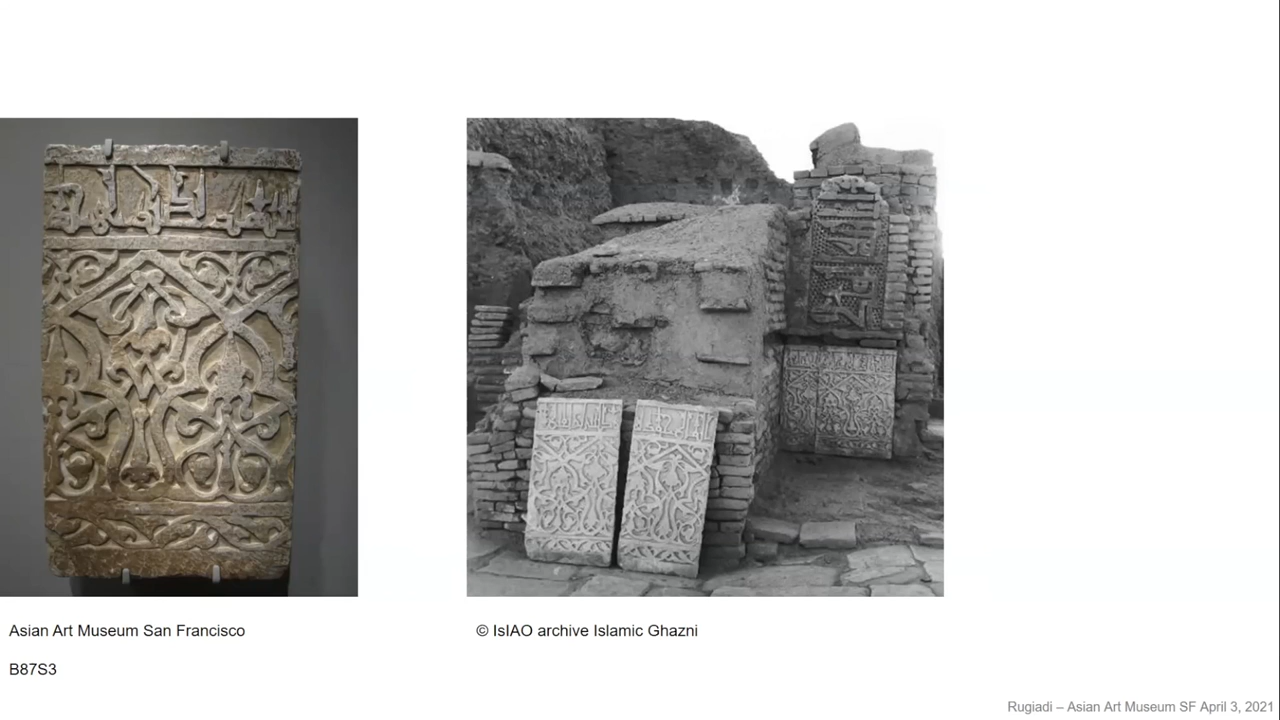 Asian Art Museum San Francisco
B87S3
© IsIAO archive Islamic Ghazni
Rugiadi – Asian Art Museum SF April 3, 2021